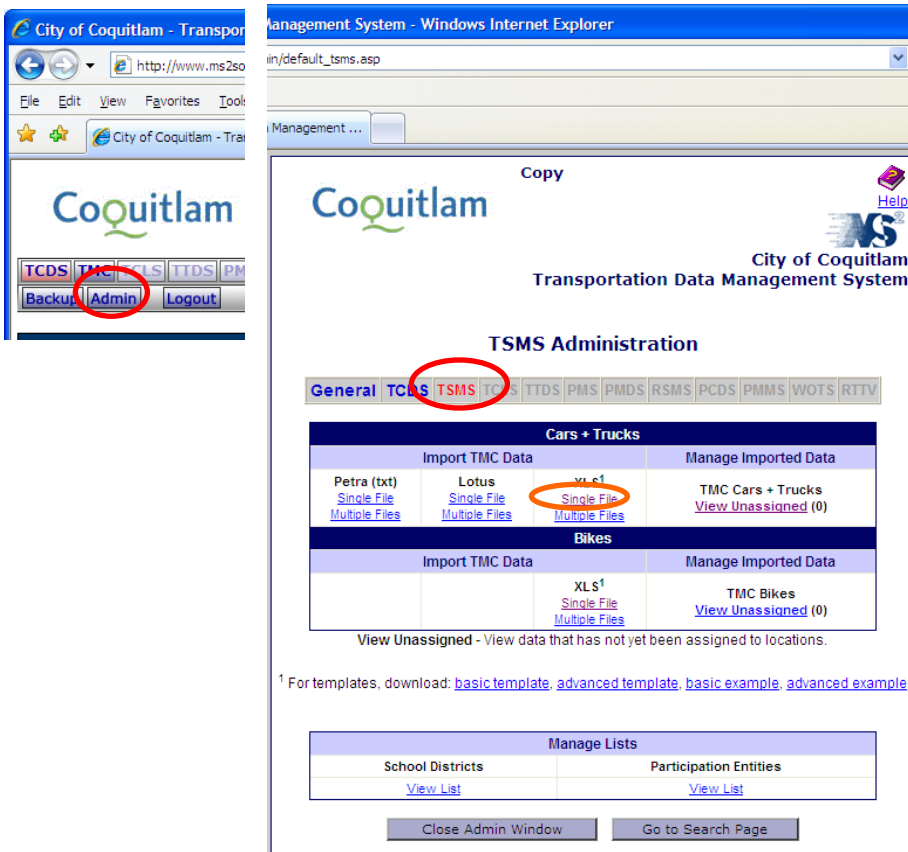 City of Coquitlam - Transpor
http://www.ms2so
File Edit View Favorites Tools
City of Coquitlam - Tra
Coquitlam
TCDS TMC TCLS TTDS PM
Backup Admin Logout
Management System - Windows Internet Explorer
in/default_tsms.asp
Management ...
Copy
Coquitlam
Help
MS2
City of Coquitlam
Transportation Data Management System
TSMS Administration
General TCDS TSMS TCLS TTDS PMS PMDS RSMS PCDS PMMS WOTS RTTV
Cars + Trucks
Import TMC Data Manage Imported Data
Petra (txt) Lotus XLS1 TMC Cars + Trucks
Single File Single File Single File View Unassigned (0)
Multiple Files Multiple Files Multiple Files
Bikes
Import TMC Data Manage Imported Data
XLS1 TMC Bikes
Single File View Unassigned (0)
Multiple Files
View Unassigned - View data that has not yet been assigned to locations.
1 For templates, download: basic template, advanced template, basic example, advanced example
Manage Lists
School Districts Participation Entities
View List View List
Close Admin Window Go to Search Page